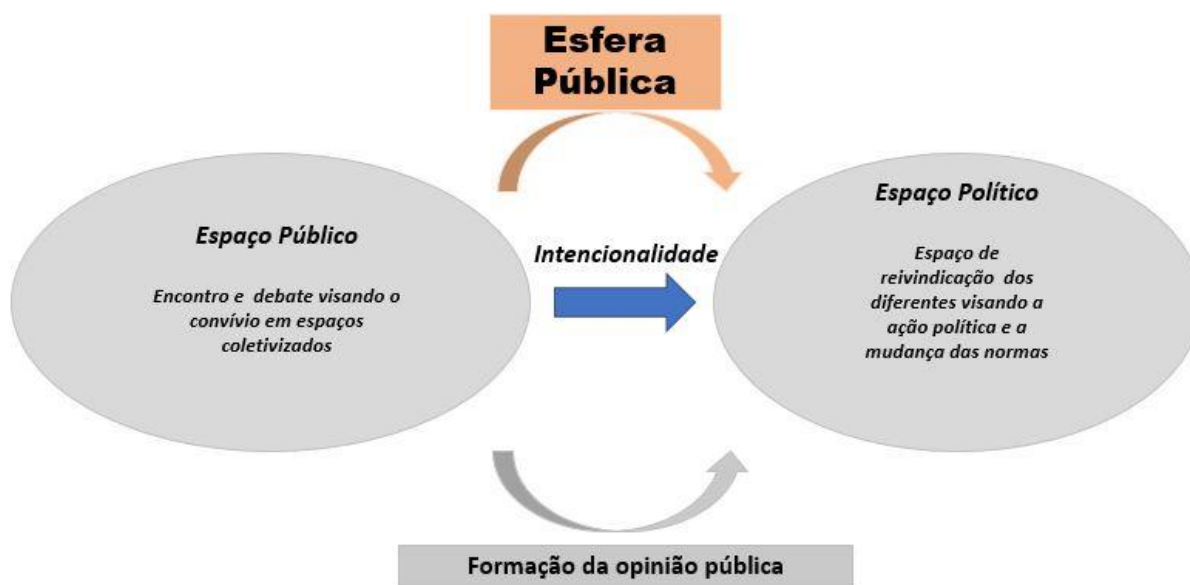 Esfera
Pública
Espaço Público
Encontro e debate visando o
convívio em espaços
coletivizados
Intencionalidade
Espaço Político
Espaço de
reivindicação dos
diferentes visando a
ação política e a
mudança das normas
Formação da opinião pública